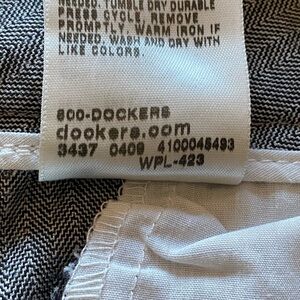 NEEDED. TUMBLE DRY DURABLE
PRESS CYCLE. REMOVE
PROMPTLY. WARM IRON IF
NEEDED. WASH AND DRY WITH
LIKE COLORS.
800-DOCKERS
dockers.com
3437 0409 4100045493
WPL-423